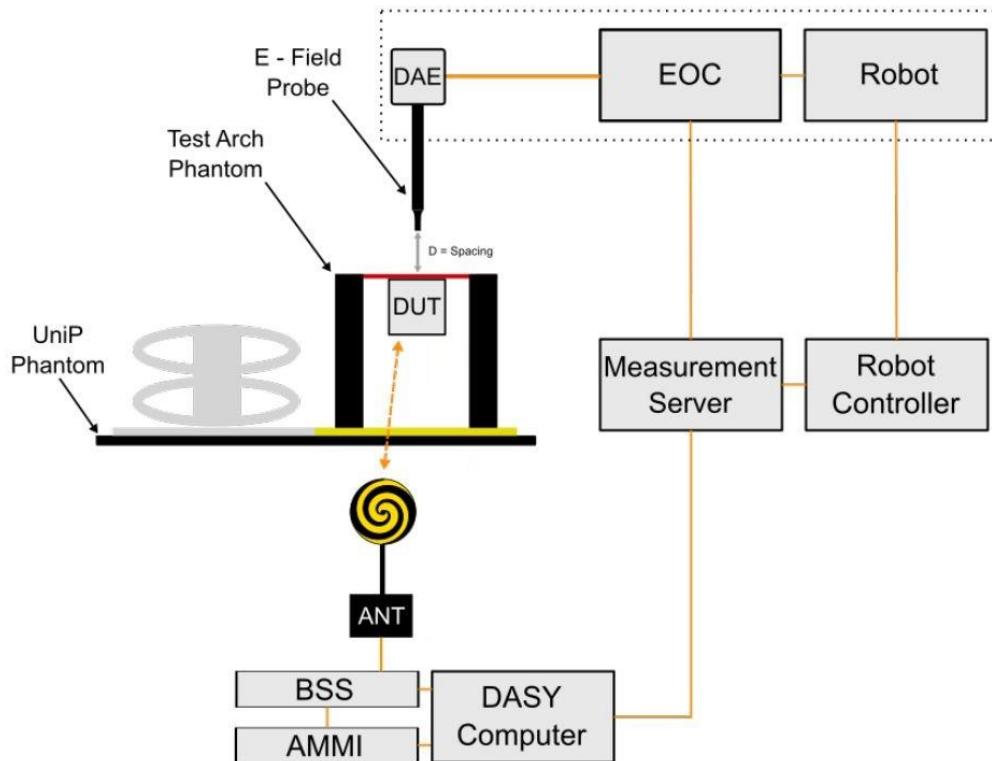 E - Field
Probe
DAE
EOC
Robot
Test Arch
Phantom
D = Spacing
DUT
UniP
Phantom
Measurement
Server
Robot
Controller
ANT
BSS
DASY
Computer
AMMI